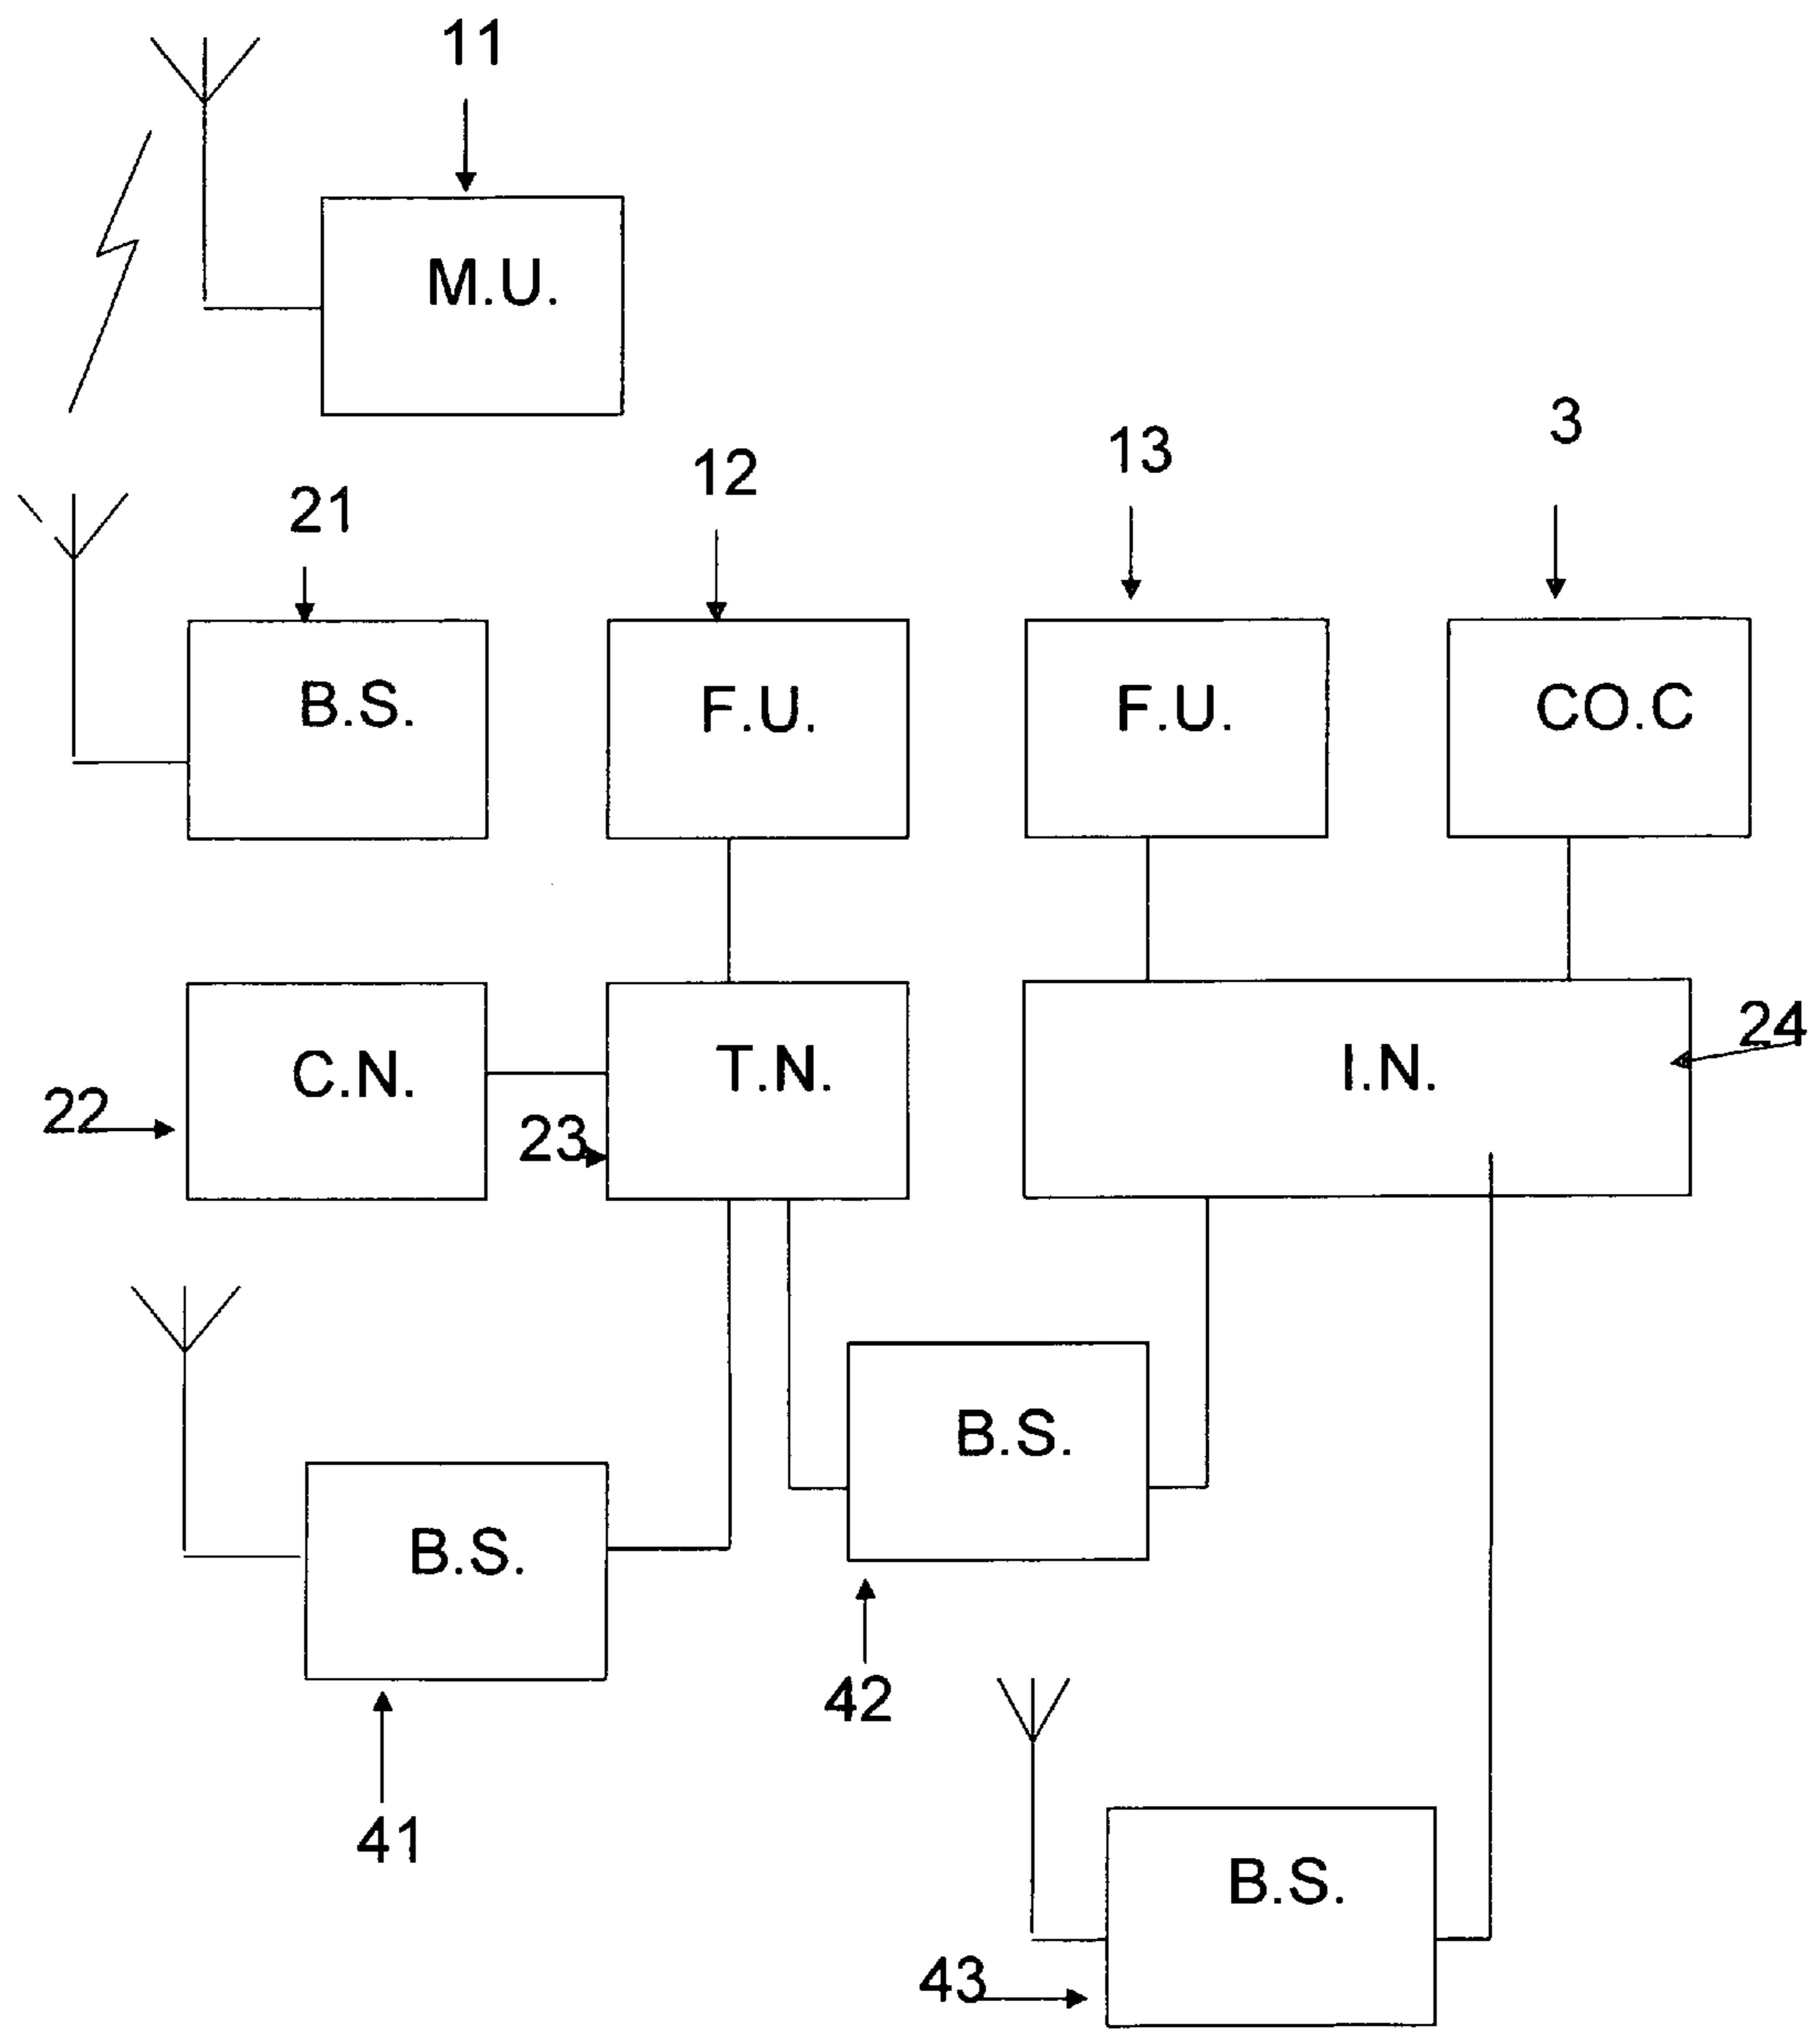 11
M.U.
3
13
12
21
B.S.
F.U.
F.U.
CO.C
24
C.N.
T.N.
I.N.
22
23
B.S.
B.S.
42
41
B.S.
43